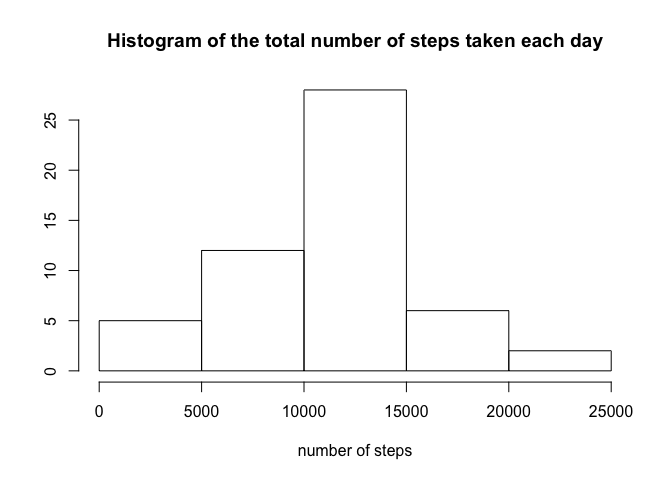 Histogram of the total number of steps taken each day
25
20
15
10
5
0
0 5000 10000 15000 20000 25000
number of steps